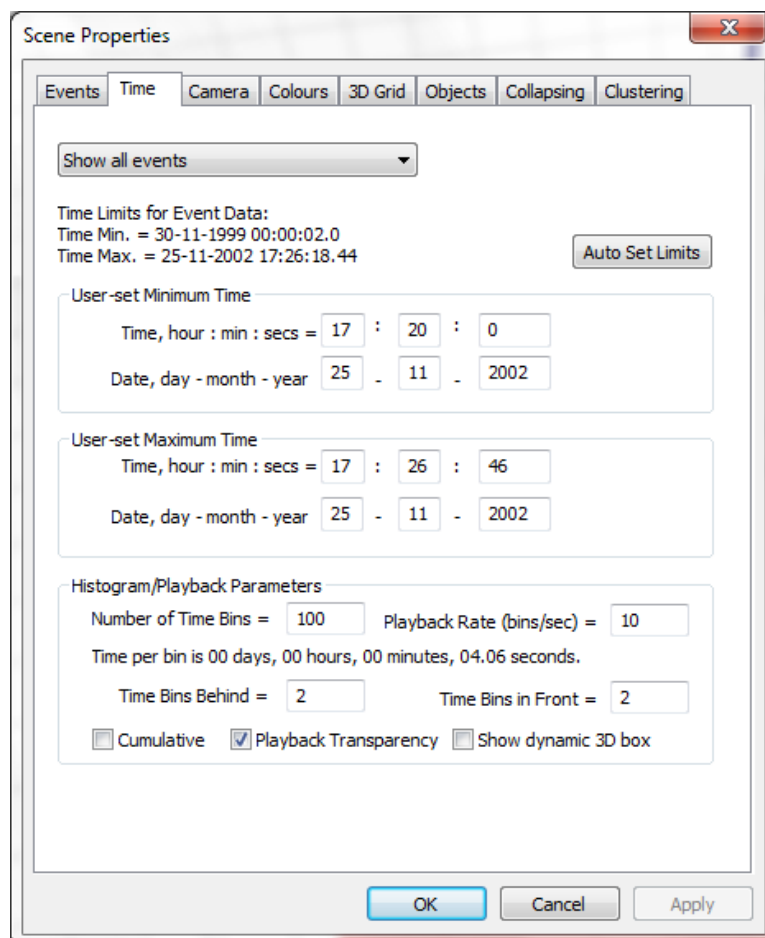 Scene Properties
Events Time Camera Colours 3D Grid Objects Collapsing Clustering
Show all events
Time Limits for Event Data:
Time Min. = 30-11-1999 00:00:02.0
Time Max. = 25-11-2002 17:26:18.44
Auto Set Limits
User-set Minimum Time
Time, hour : min : secs = 17 : 20 : 0
Date, day - month - year 25 - 11 - 2002
User-set Maximum Time
Time, hour : min : secs = 17 : 26 : 46
Date, day - month - year 25 - 11 - 2002
Histogram/Playback Parameters
Number of Time Bins = 100 Playback Rate (bins/sec) = 10
Time per bin is 00 days, 00 hours, 00 minutes, 04.06 seconds.
Time Bins Behind = 2 Time Bins in Front = 2
Cumulative Playback Transparency Show dynamic 3D box
OK Cancel Apply